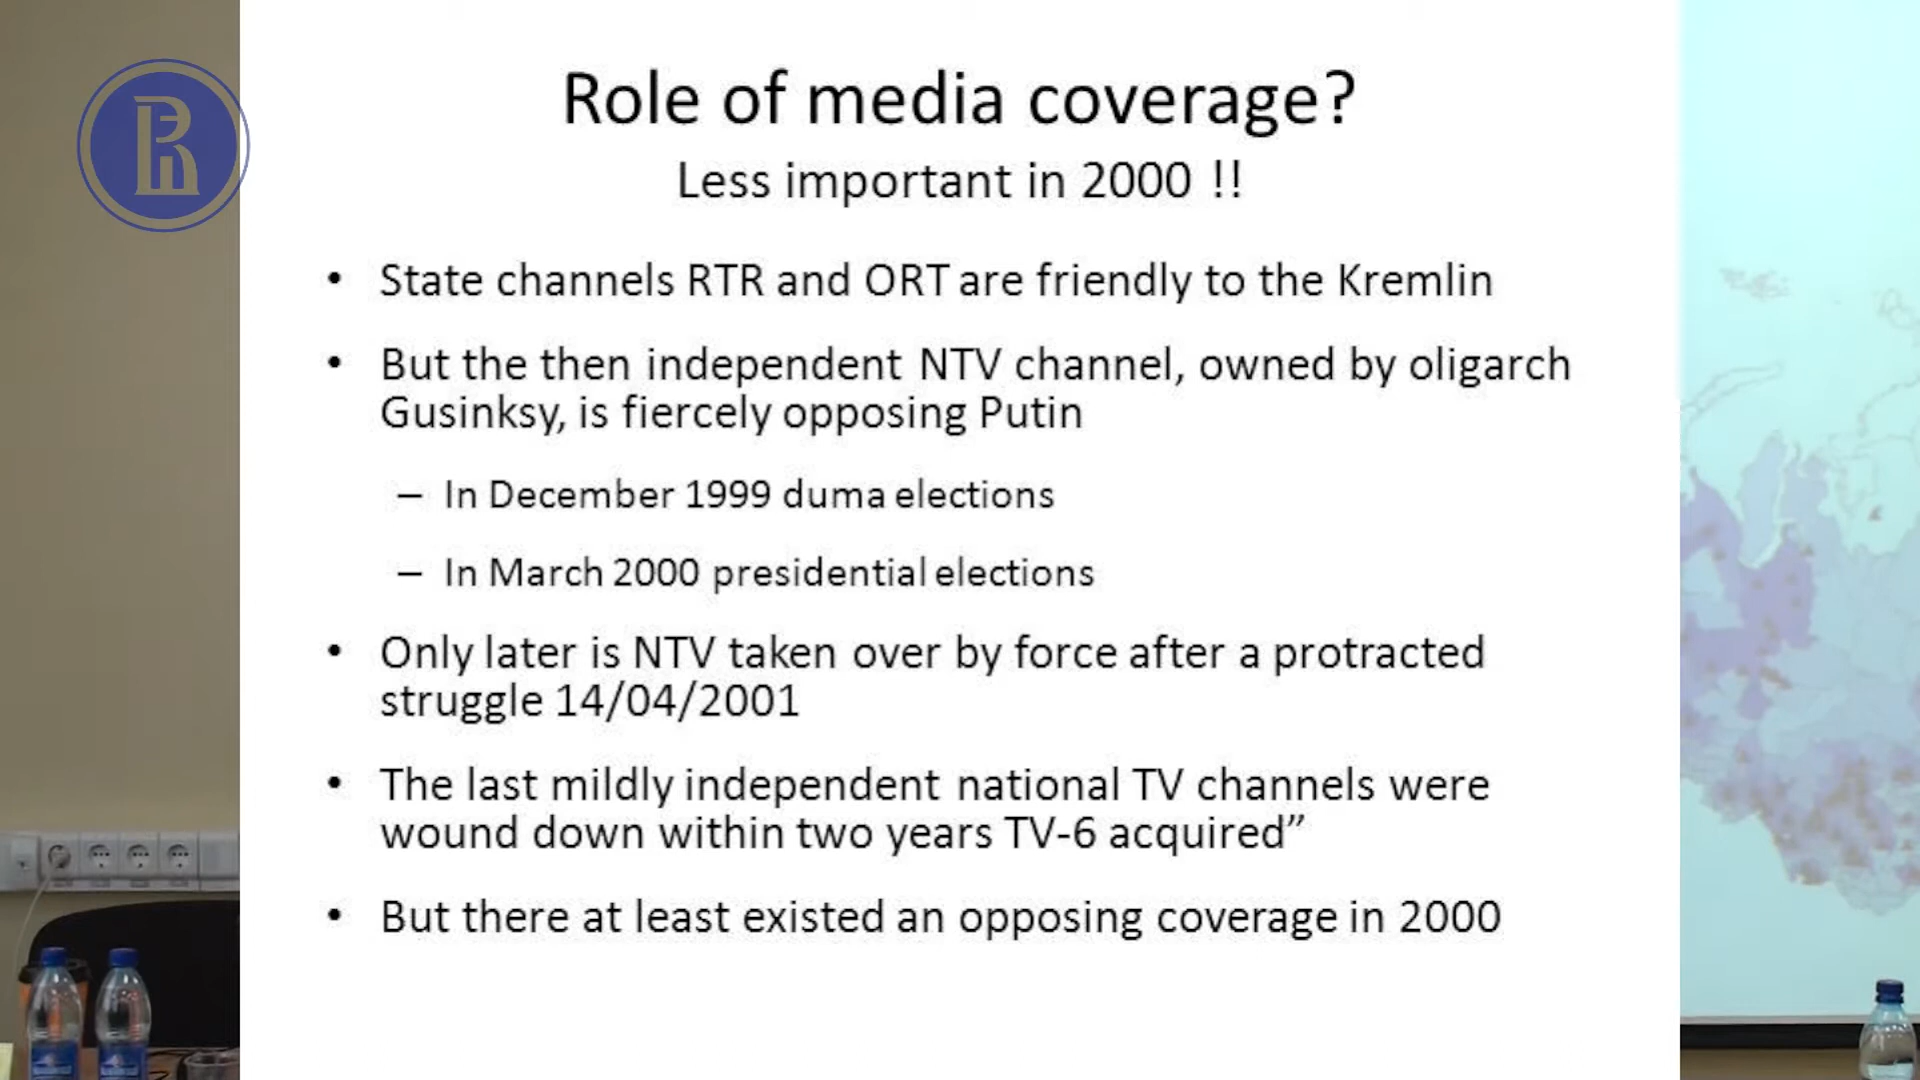 Role of media coverage?
Less important in 2000 !!
• State channels RTR and ORT are friendly to the Kremlin
• But the then independent NTV channel, owned by oligarch
Gusinksy, is fiercely opposing Putin
– In December 1999 duma elections
– In March 2000 presidential elections
• Only later is NTV taken over by force after a protracted
struggle 14/04/2001
• The last mildly independent national TV channels were
wound down within two years TV-6 acquired”
• But there at least existed an opposing coverage in 2000